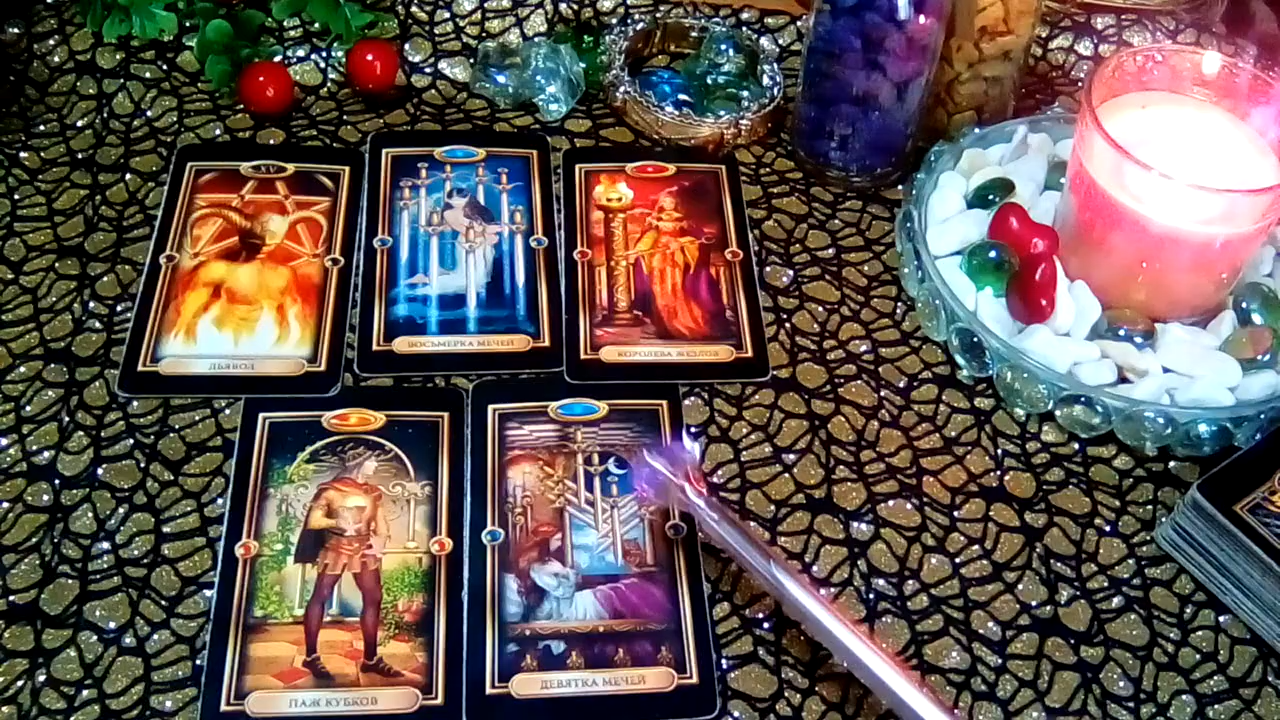 XV
ДЬЯВОЛ
ВОСЬМЕРКА МЕЧЕЙ
КОРОЛЕВА ЖЕЗЛОВ
ПАЖ КУБКОВ
ДЕВЯТКА МЕЧЕЙ